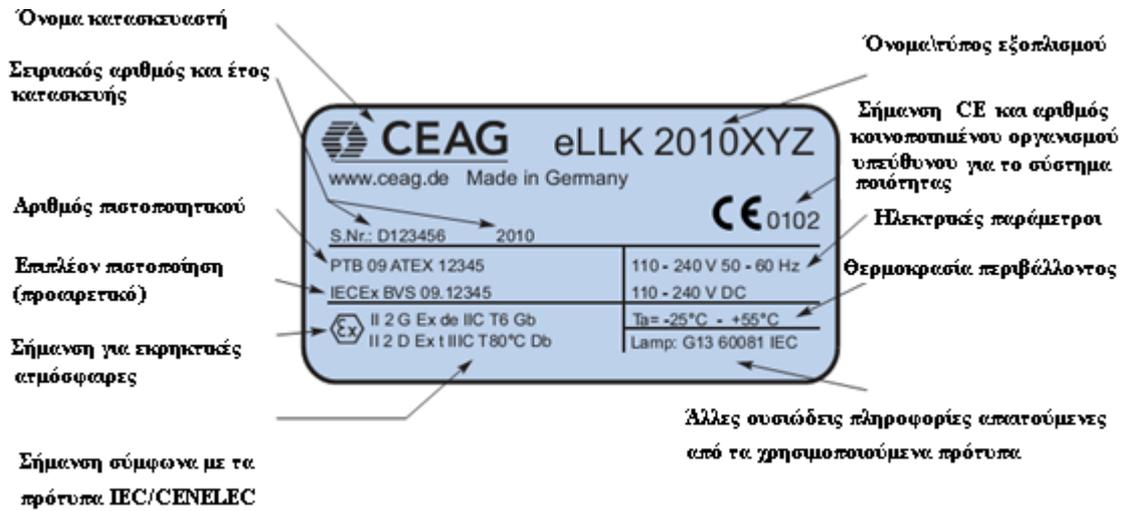 Όνομα κατασκευαστή
Σειριακός αριθμός και έτος
κατασκευής
Αριθμός πιστοποιητικού
Επιπλέον πιστοποίηση
(προαιρετικό)
Σήμανση για εκρηκτικές
ατμόσφαιρες
Σήμανση σύμφωνα με τα
πρότυπα IEC/CENELEC
CEAG eLLK 2010XYZ
www.ceag.de Made in Germany
CE 0102
S.Nr.: D123456 2010
PTB 09 ATEX 12345
IECEx BVS 09.12345
Ex II 2 G Ex de IIC T6 Gb
II 2 D Ex t IIIC T80°C Db
110 - 240 V 50 - 60 Hz
110 - 240 V DC
Ta= -25°C - +55°C
Lamp: G13 60081 IEC
Όνομα\τύπος εξοπλισμού
Σήμανση CE και αριθμός
κοινοποιημένου οργανισμού
υπεύθυνου για το σύστημα
ποιότητας
Ηλεκτρικές παράμετροι
Θερμοκρασία περιβάλλοντος
Άλλες ουσιώδεις πληροφορίες απαιτούμενες
από τα χρησιμοποιούμενα πρότυπα